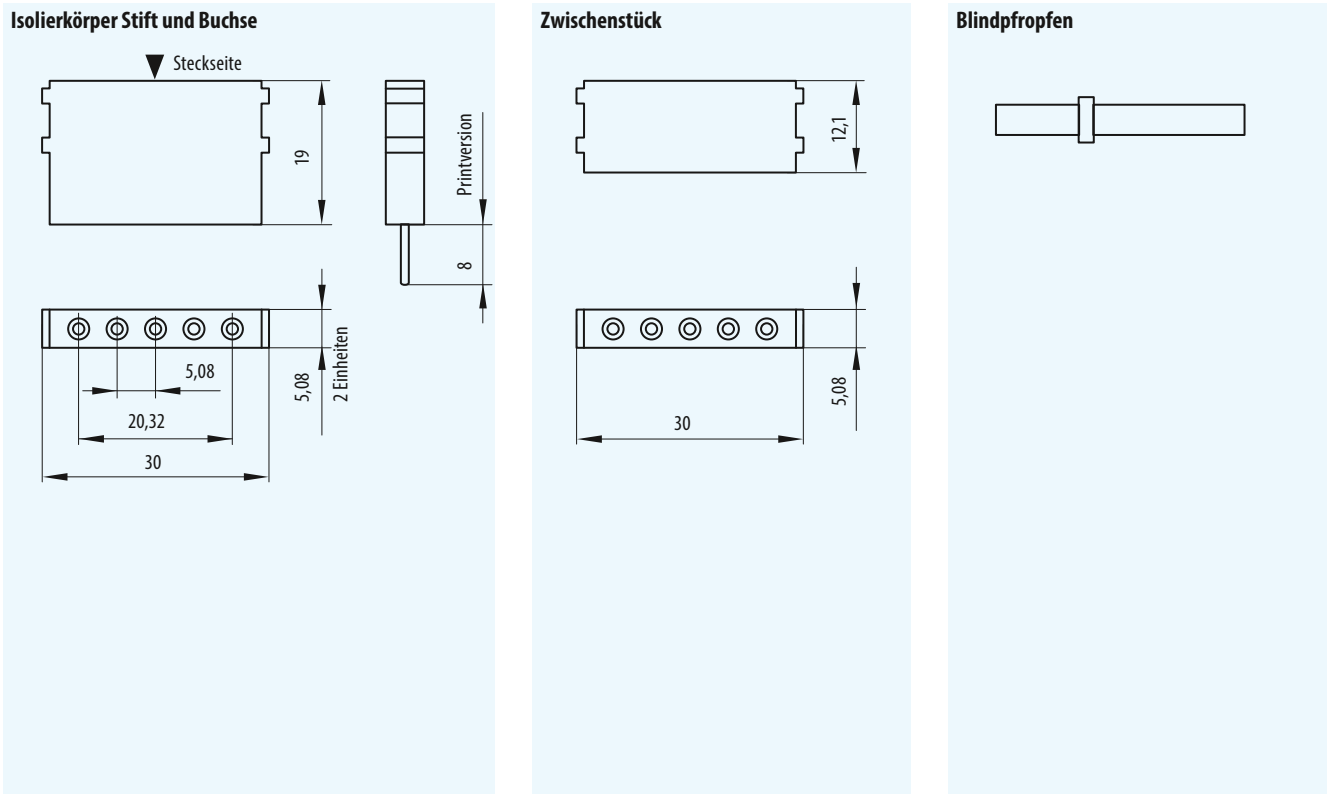 Isolierkörper Stift und Buchse
Steckseite
19
Printversion
8
5,08
20,32
30
5,08
2 Einheiten
Zwischenstück
12,1
5,08
30
Blindpfropfen